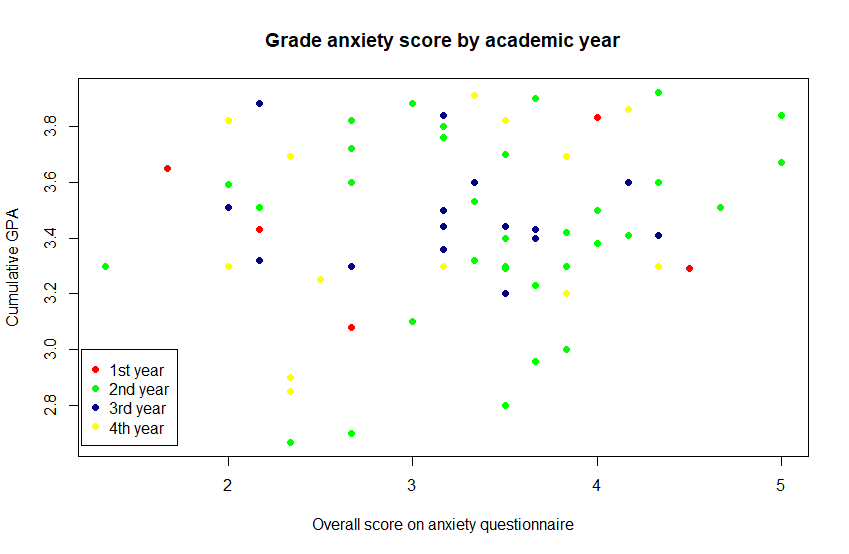 Grade anxiety score by academic year
Cumulative GPA
3.8
3.6
3.4
3.2
3.0
2.8
1st year
2nd year
3rd year
4th year
2 3 4 5
Overall score on anxiety questionnaire